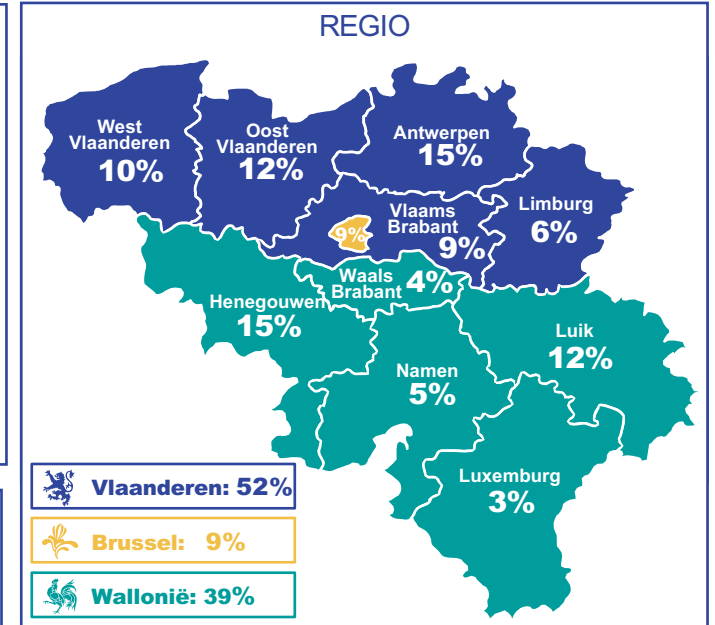 REGIO
West
Vlaanderen
10%
Oost
Vlaanderen
12%
Antwerpen
15%
Limburg
6%
Vlaams
Brabant
9%
9%
Waals
Brabant
4%
Henegouwen
15%
Luik
12%
Namen
5%
Luxemburg
3%
Vlaanderen: 52%
Brussel: 9%
Wallonië: 39%